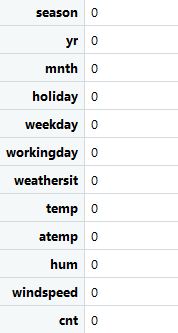 season 0
yr 0
mnth 0
holiday 0
weekday 0
workingday 0
weathersit 0
temp 0
atemp 0
hum 0
windspeed 0
cnt 0